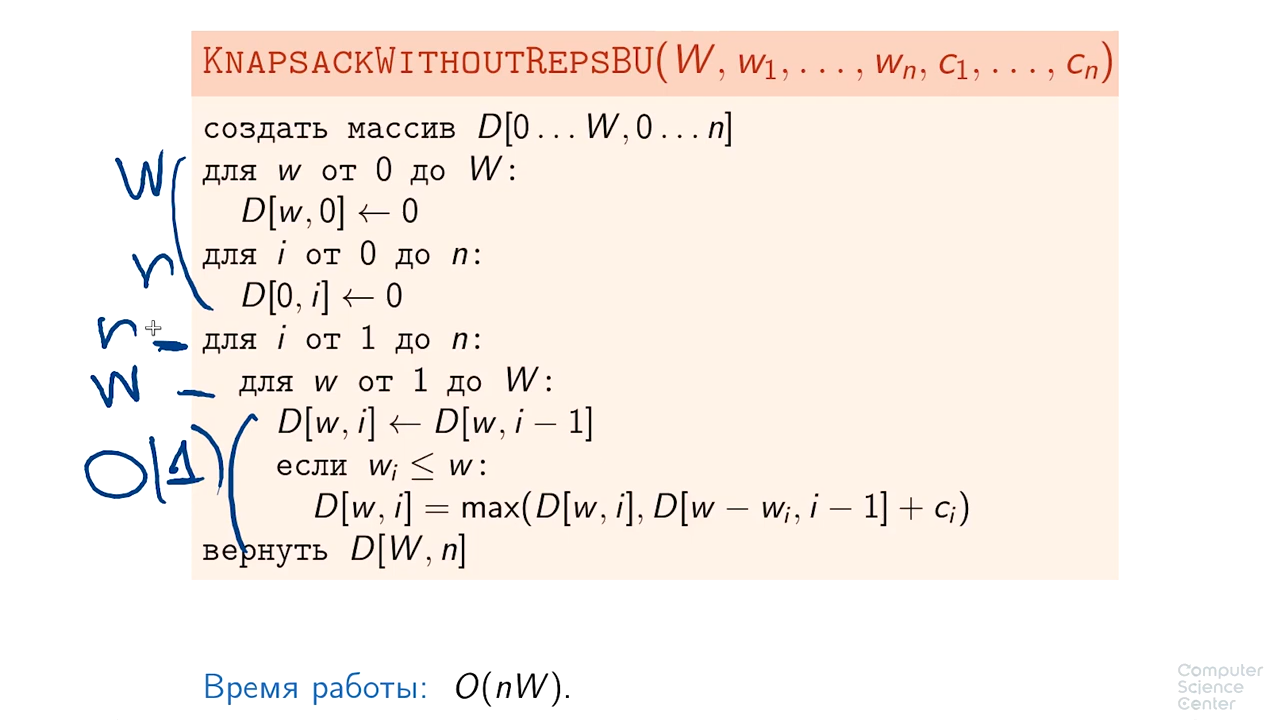 KNAPSACKWITHOUTREPSBU(W, w₁, . . . , wₙ, c₁, . . . , cₙ)
создать массив D[0 . . . W, 0 . . . n]
W
для w от 0 до W:
D[w, 0] ← 0
n
для i от 0 до n:
D[0, i] ← 0
n
для i от 1 до n:
W
для w от 1 до W:
D[w, i] ← D[w, i − 1]
O(1)
если wᵢ ≤ w:
D[w, i] = max(D[w, i], D[w − wᵢ, i − 1] + cᵢ)
вернуть D[W, n]
Время работы: O(nW).
Computer
Science
Center